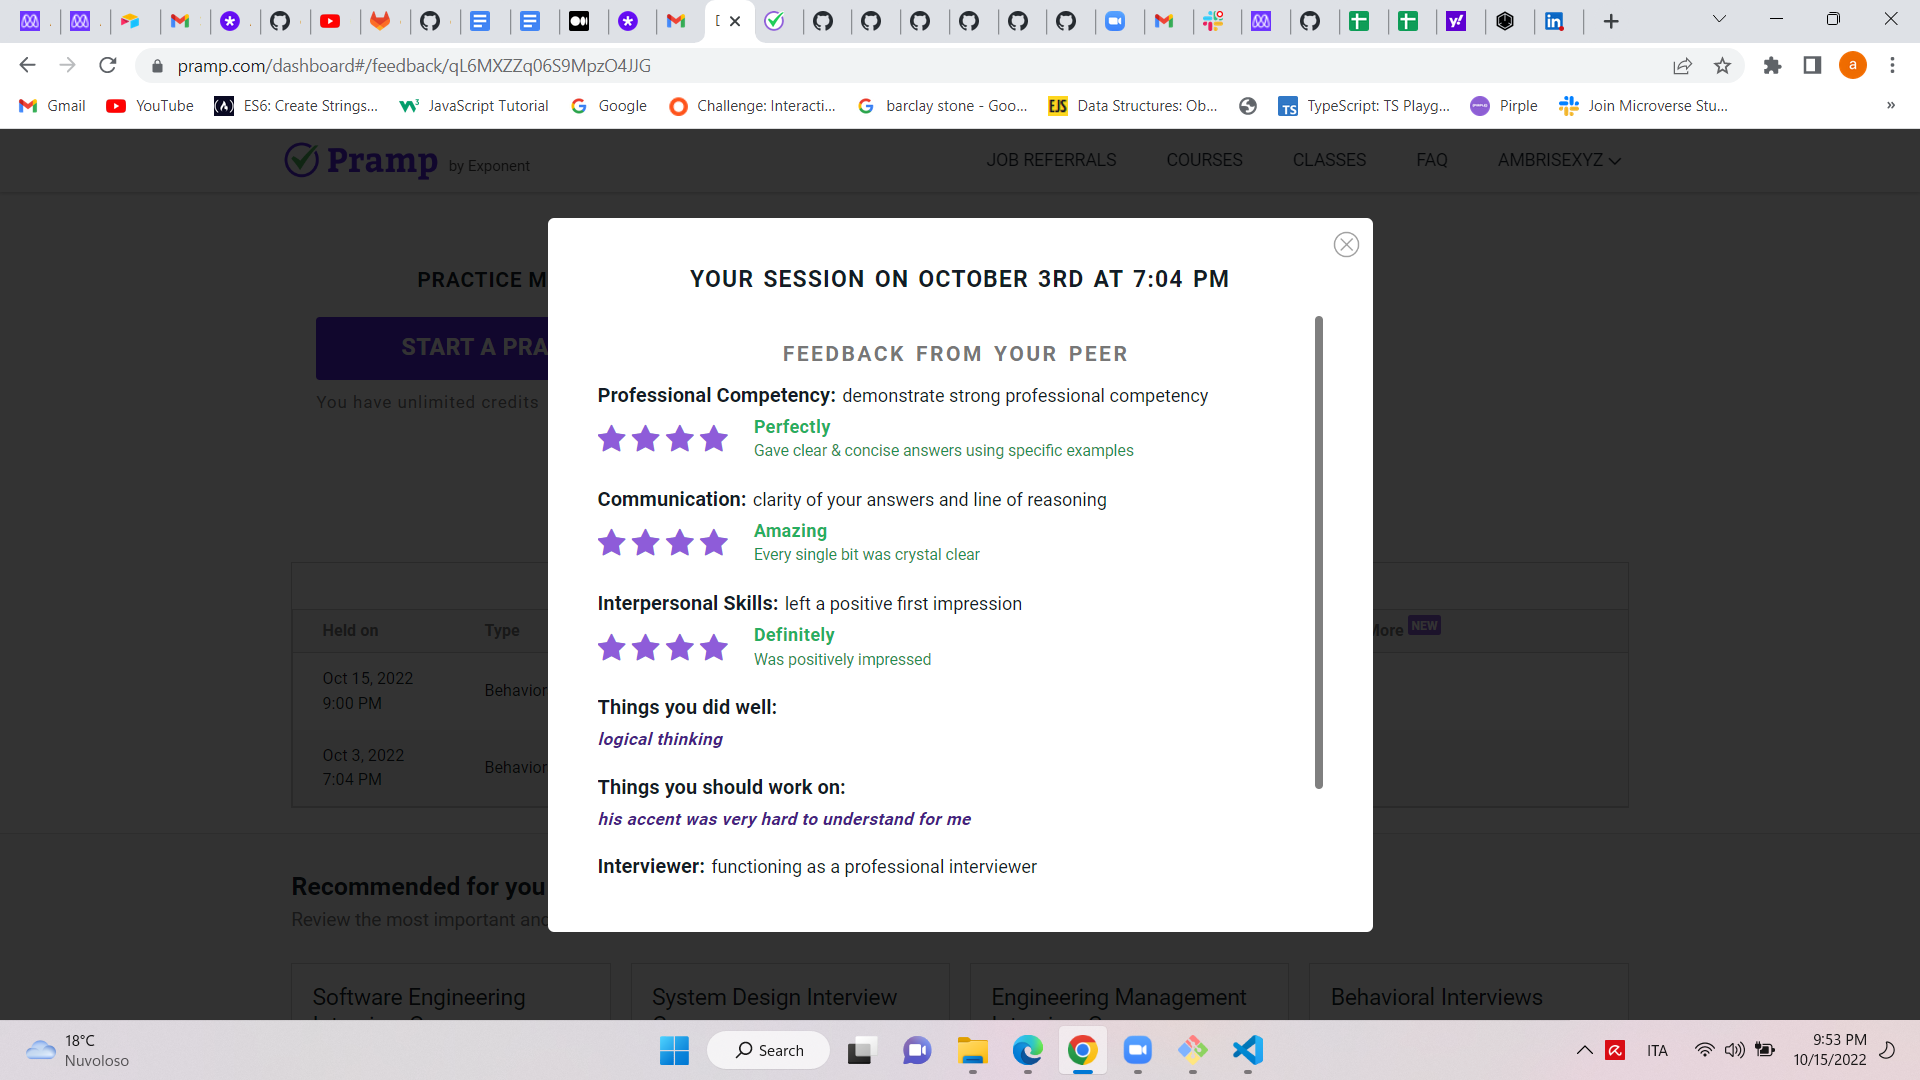 pramp.com/dashboard#/feedback/qL6MXZZq06S9MpzO4JJG
a
Gmail
YouTube
ES6: Create Strings...
JavaScript Tutorial
Google
Challenge: Interacti...
barclay stone - Goo...
Data Structures: Ob...
TypeScript: TS Playg...
Pirple
Join Microverse Stu...
»
Pramp by Exponent
JOB REFERRALS
COURSES
CLASSES
FAQ
AMBRISEXYZ
PRACTICE M
START A PRA
You have unlimited credits
YOUR SESSION ON OCTOBER 3RD AT 7:04 PM
FEEDBACK FROM YOUR PEER
Professional Competency: demonstrate strong professional competency
Perfectly
Gave clear & concise answers using specific examples
Communication: clarity of your answers and line of reasoning
Amazing
Every single bit was crystal clear
Interpersonal Skills: left a positive first impression
Definitely
Was positively impressed
Things you did well:
logical thinking
Things you should work on:
his accent was very hard to understand for me
Interviewer: functioning as a professional interviewer
Held on
Type
More NEW
Oct 15, 2022
9:00 PM
Behavior
Oct 3, 2022
7:04 PM
Behavior
Recommended for you
Review the most important and
Software Engineering
System Design Interview
Engineering Management
Behavioral Interviews
18°C
Nuvoloso
Search
ITA
9:53 PM
10/15/2022